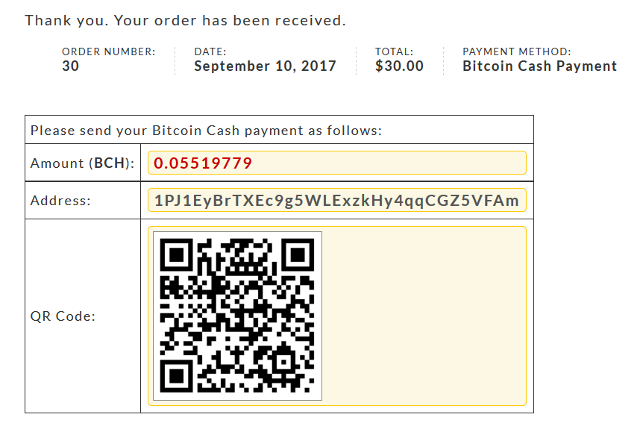 Thank you. Your order has been received.
ORDER NUMBER: DATE: TOTAL: PAYMENT METHOD:
30 September 10, 2017 $30.00 Bitcoin Cash Payment
Please send your Bitcoin Cash payment as follows:
Amount (BCH): 0.05519779
Address: 1PJ1EyBrTXEc9g5WLExzkHy4qqCGZ5VFAm
QR Code: